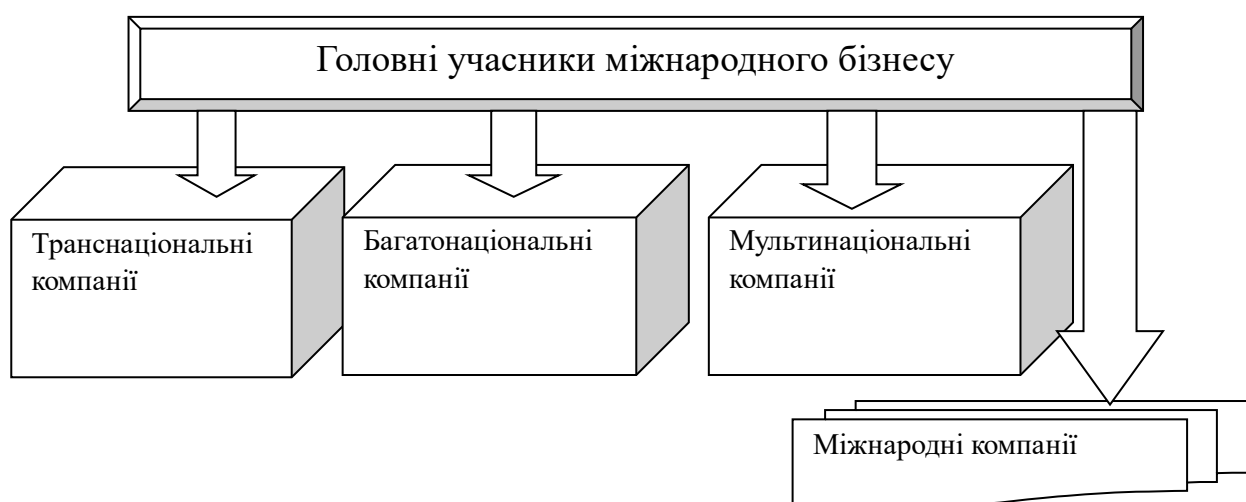 Головні учасники міжнародного бізнесу
Транснаціональні
компанії
Багатонаціональні
компанії
Мультинаціональні
компанії
Міжнародні компанії